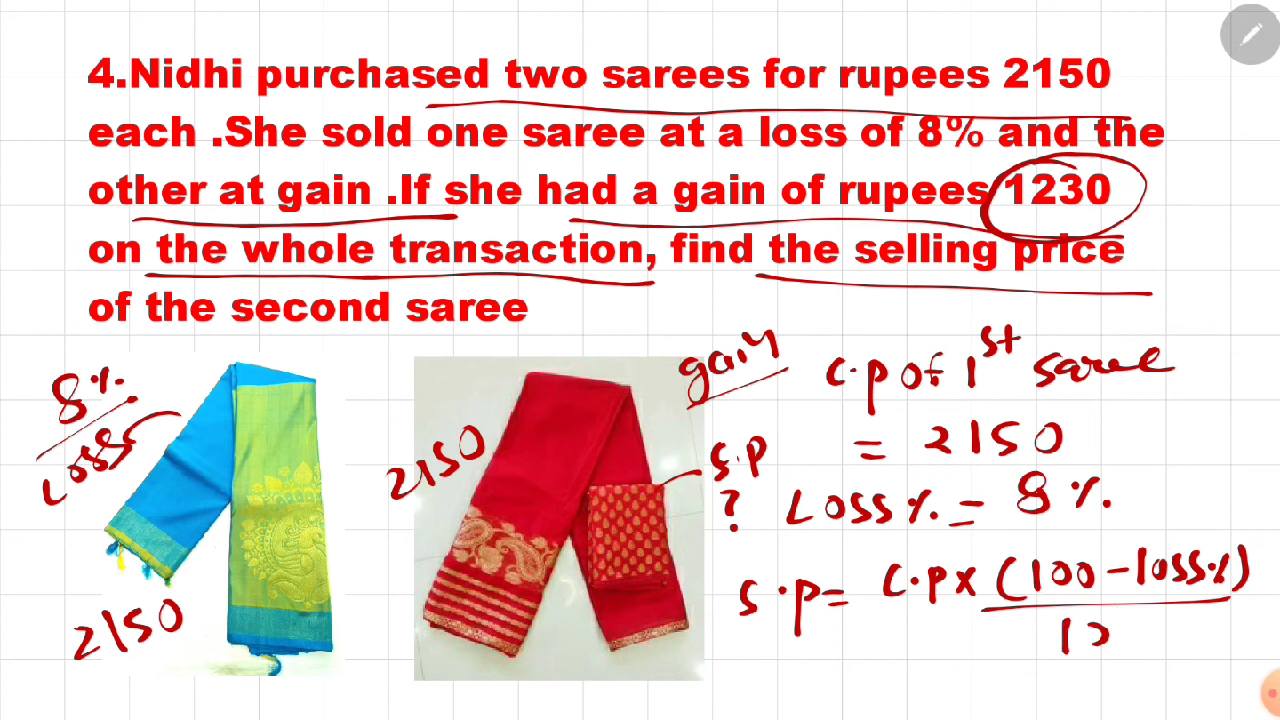 4.Nidhi purchased two sarees for rupees 2150
each .She sold one saree at a loss of 8% and the
other at gain .If she had a gain of rupees 1230
on the whole transaction, find the selling price
of the second saree
8%
loss
2150
2150
gain
S.P
?
C.P of 1st saree
= 2150
Loss% = 8%
S.P = C.P x (100 - loss%)